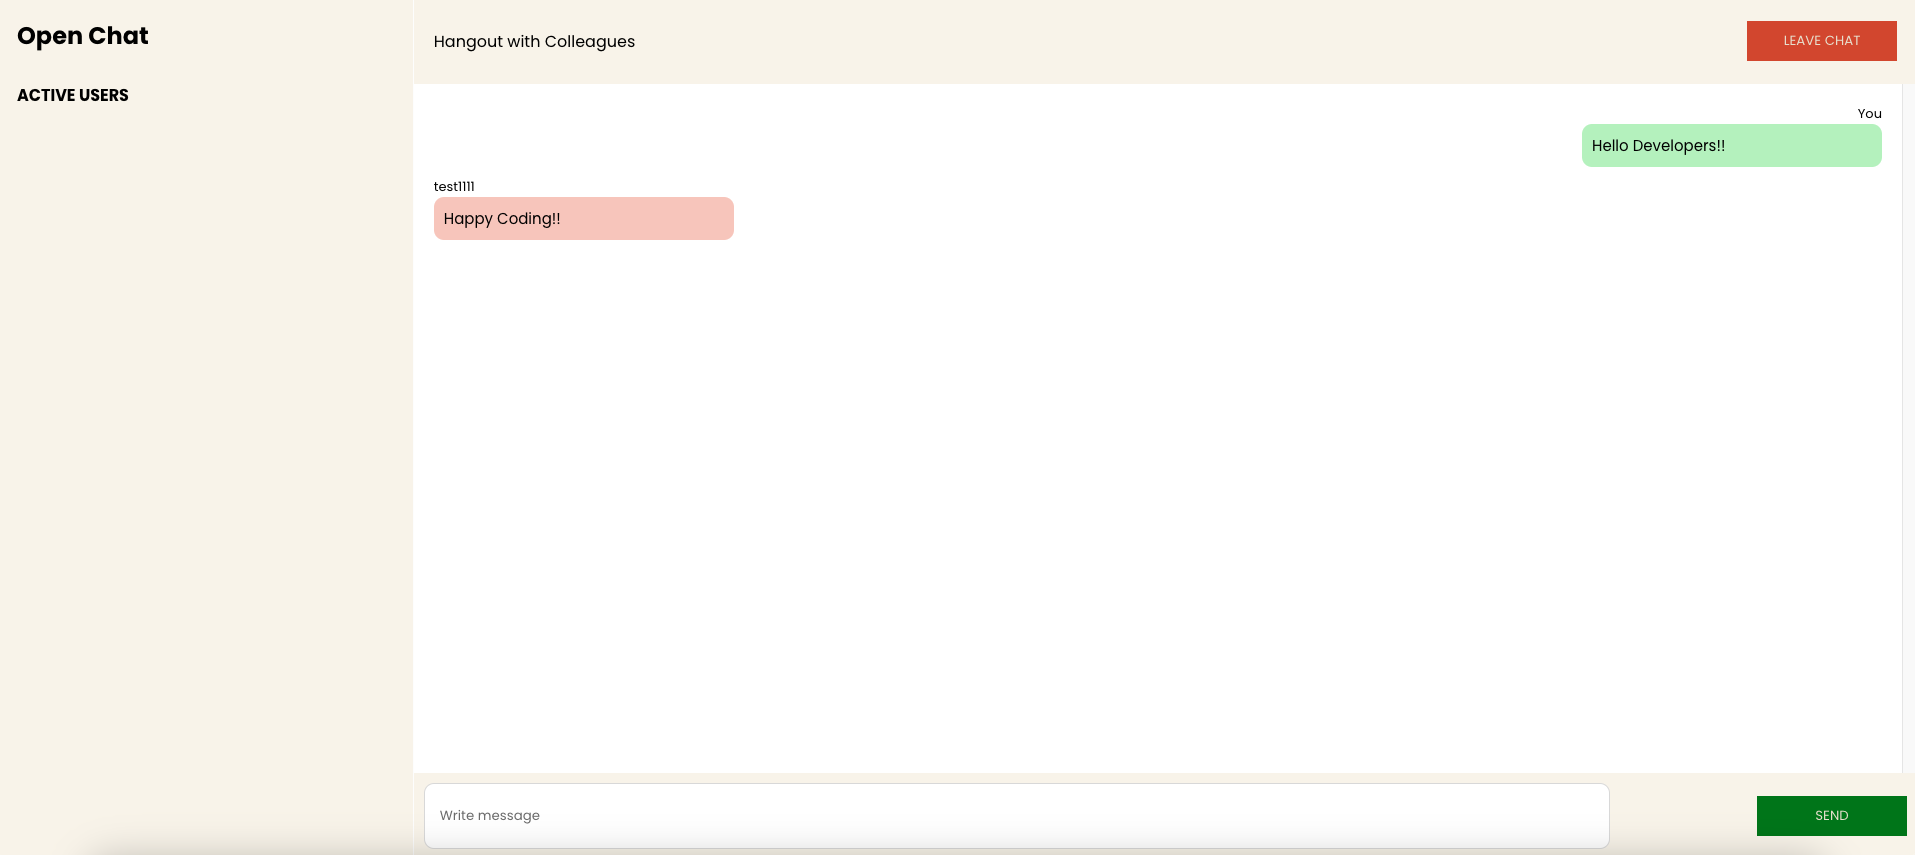 Open Chat
ACTIVE USERS
Hangout with Colleagues
LEAVE CHAT
You
Hello Developers!!
test1111
Happy Coding!!
Write message
SEND